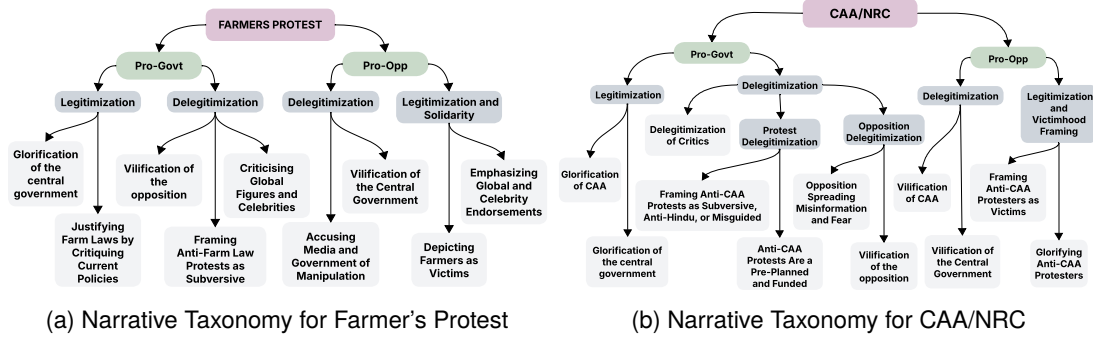 FARMERS PROTEST
Pro-Govt
Pro-Opp
Legitimization
Delegitimization
Delegitimization
Legitimization and
Solidarity
Glorification
of the
central
government
Vilification of
the
opposition
Criticising
Global
Figures and
Celebrities
Vilification of
the Central
Government
Emphasizing
Global and
Celebrity
Endorsements
Justifying
Farm Laws by
Critiquing
Current
Policies
Framing
Anti-Farm Law
Protests as
Subversive
Accusing
Media and
Government of
Manipulation
Depicting
Farmers as
Victims
(a) Narrative Taxonomy for Farmer's Protest
CAA/NRC
Pro-Govt
Pro-Opp
Legitimization
Delegitimization
Delegitimization
Legitimization
and
Victimhood
Framing
Delegitimization
of Critics
Protest
Delegitimization
Opposition
Delegitimization
Glorification
of CAA
Framing Anti-CAA
Protests as Subversive,
Anti-Hindu, or Misguided
Opposition
Spreading
Misinformation
and Fear
Vilification
of CAA
Framing
Anti-CAA
Protesters as
Victims
Glorification of
the central
government
Anti-CAA
Protests Are a
Pre-Planned
and Funded
Vilification
of the
opposition
Vilification of
the Central
Government
Glorifying
Anti-CAA
Protesters
(b) Narrative Taxonomy for CAA/NRC